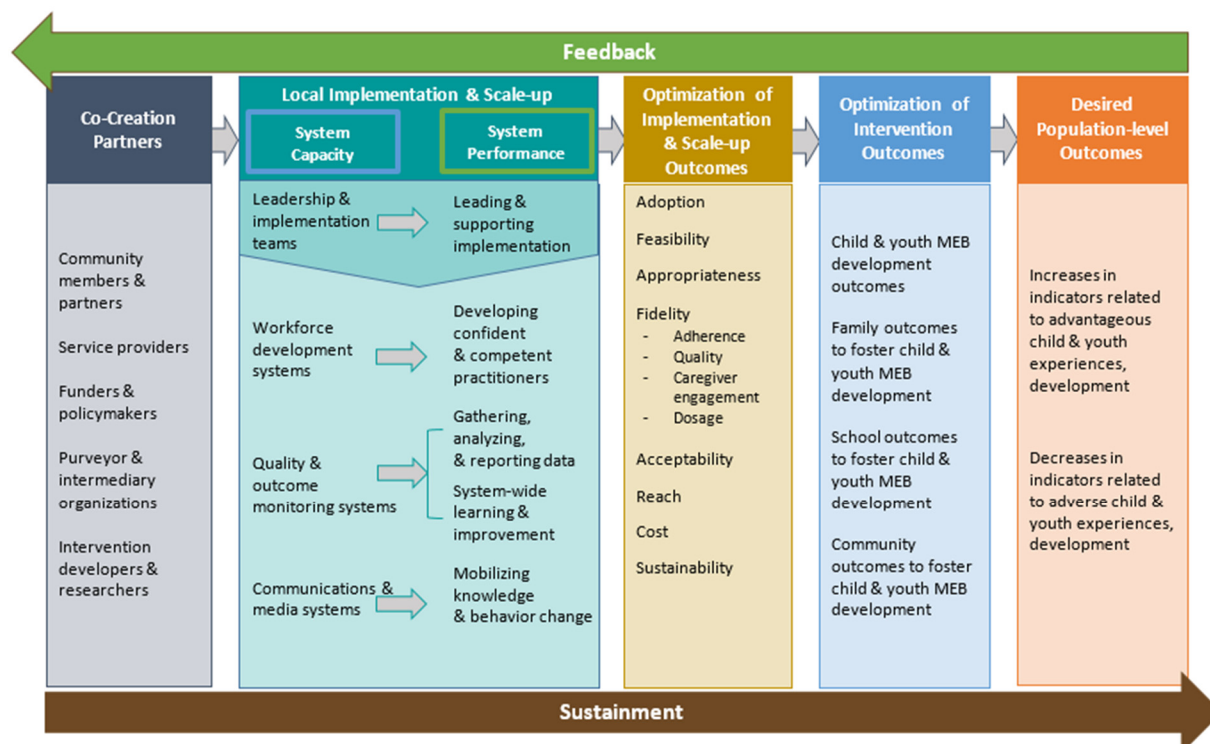 Feedback
Co-Creation
Partners
Local Implementation & Scale-up
System
Capacity
System
Performance
Optimization of
Implementation
& Scale-up
Outcomes
Optimization of
Intervention
Outcomes
Desired
Population-level
Outcomes
Community
members &
partners
Service providers
Funders &
policymakers
Purveyor &
intermediary
organizations
Intervention
developers &
researchers
Leadership &
implementation
teams
Leading &
supporting
implementation
Workforce
development
systems
Developing
confident
& competent
practitioners
Quality &
outcome
monitoring systems
Gathering,
analyzing,
& reporting data
System-wide
learning &
improvement
Communications &
media systems
Mobilizing
knowledge
& behavior change
Adoption
Feasibility
Appropriateness
Fidelity
- Adherence
- Quality
- Caregiver
engagement
- Dosage
Acceptability
Reach
Cost
Sustainability
Child & youth MEB
development
outcomes
Family outcomes
to foster child &
youth MEB
development
School outcomes
to foster child &
youth MEB
development
Community
outcomes to foster
child & youth MEB
development
Increases in
indicators related
to advantageous
child & youth
experiences,
development
Decreases in
indicators related
to adverse child &
youth experiences,
development
Sustainment